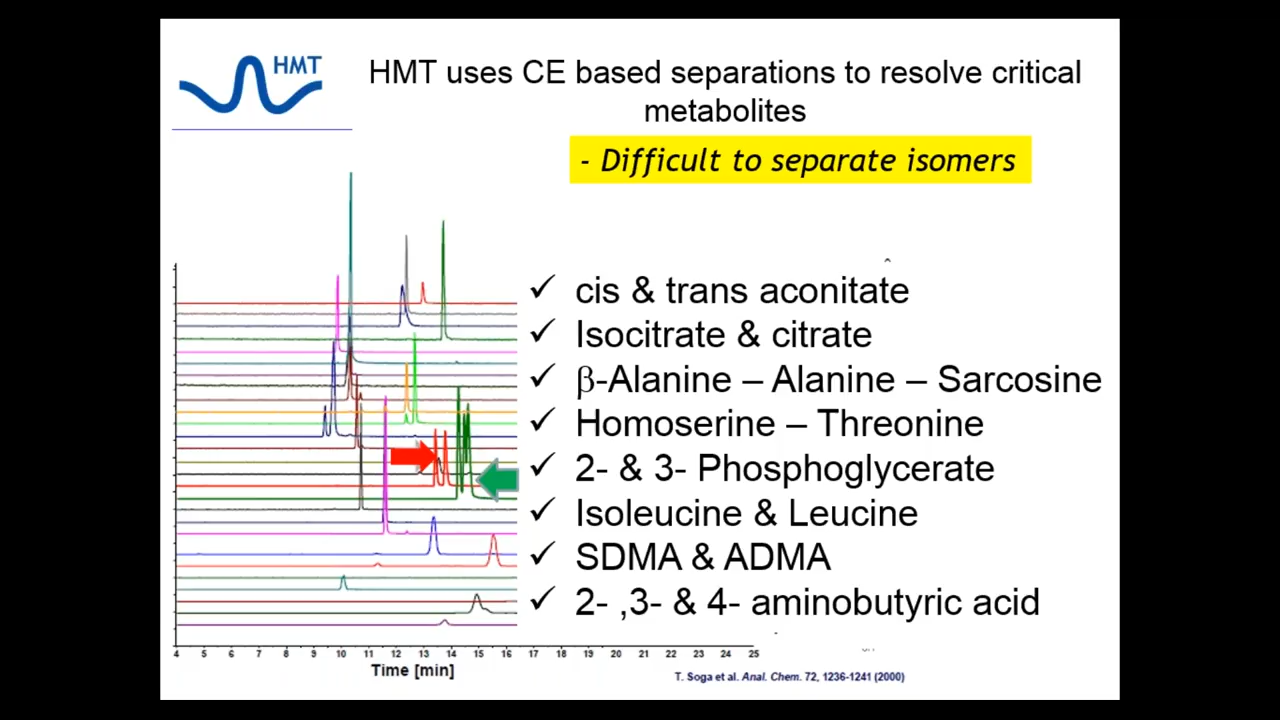 HMT
HMT uses CE based separations to resolve critical
metabolites
- Difficult to separate isomers
✓ cis & trans aconitate
✓ Isocitrate & citrate
✓ β-Alanine – Alanine – Sarcosine
✓ Homoserine – Threonine
✓ 2- & 3- Phosphoglycerate
✓ Isoleucine & Leucine
✓ SDMA & ADMA
✓ 2- ,3- & 4- aminobutyric acid
4 5 6 7 8 9 10 11 12 13 14 15 16 17 18 19 20 21 22 23 24 25
Time [min]
T. Soga et al. Anal. Chem. 72, 1236-1241 (2000)